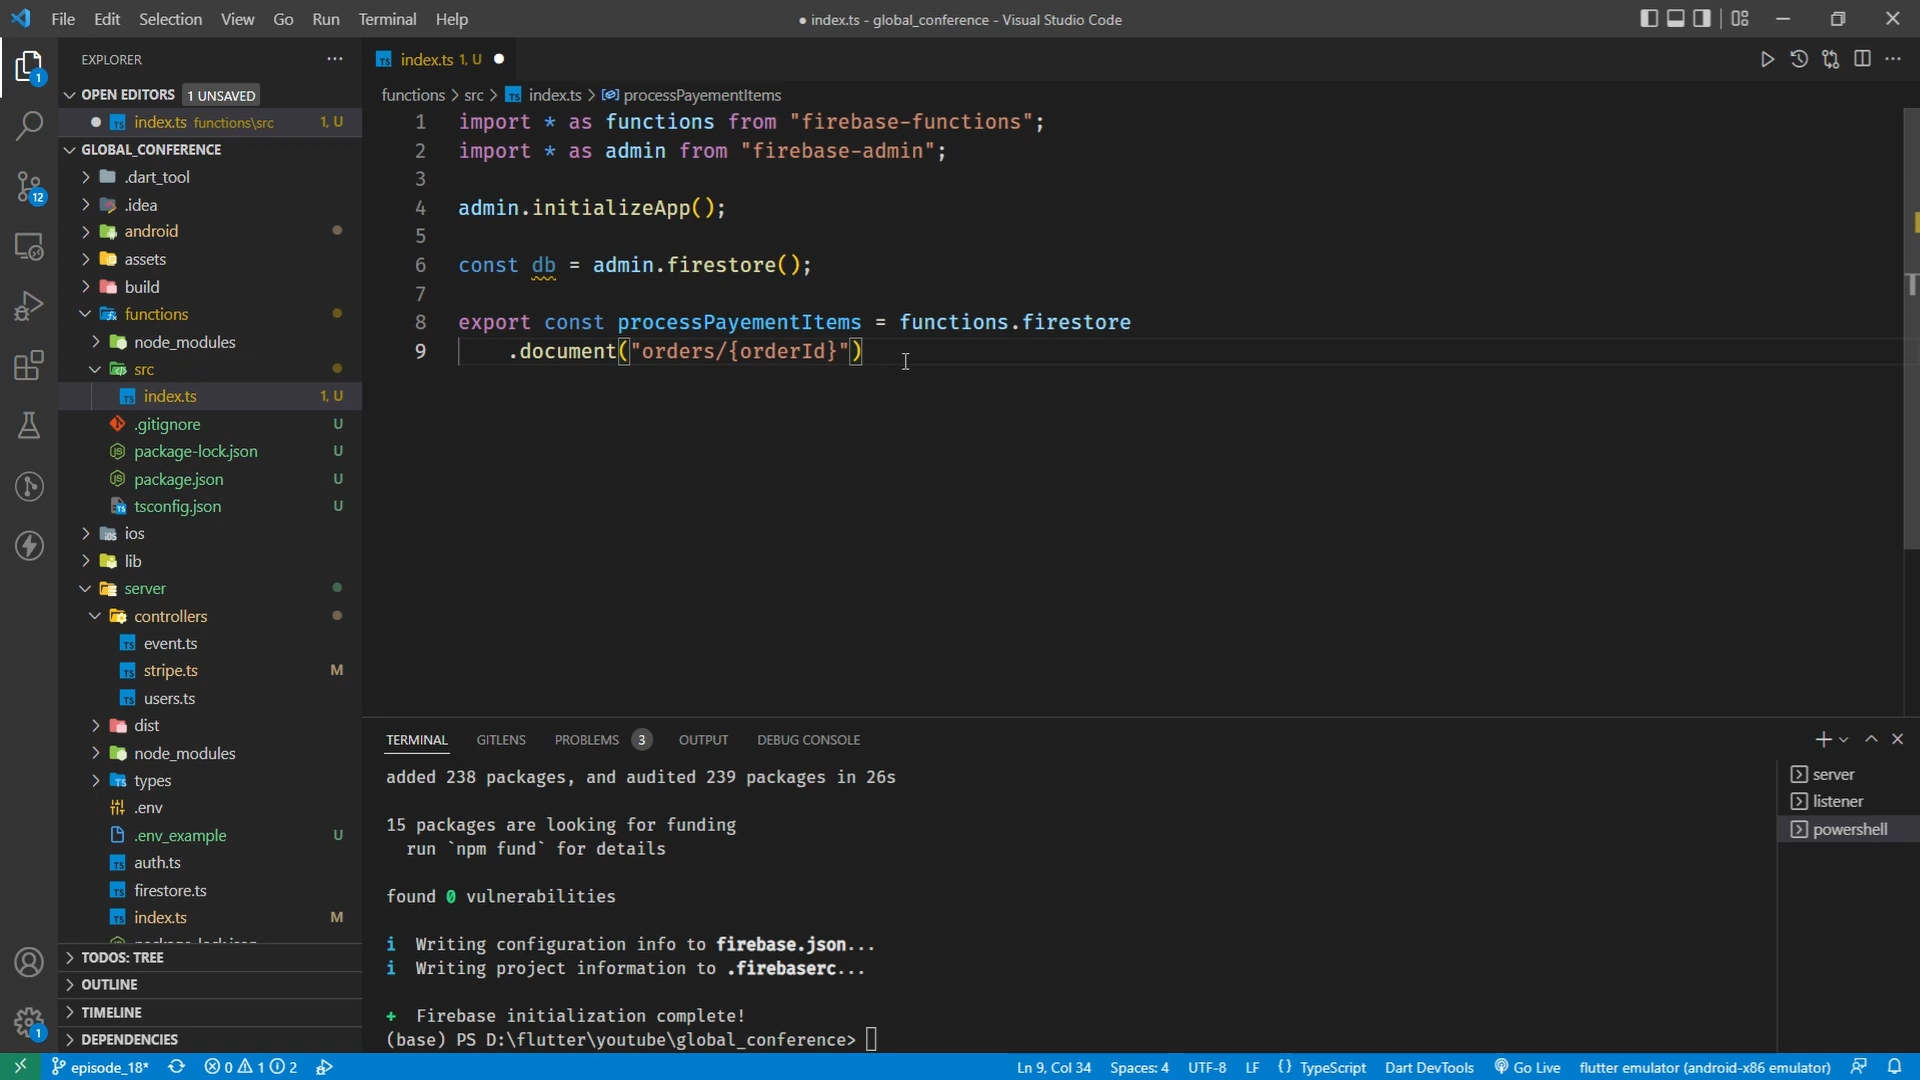 File Edit Selection View Go Run Terminal Help
● index.ts - global_conference - Visual Studio Code
EXPLORER
OPEN EDITORS 1 UNSAVED
index.ts functions\src 1, U
GLOBAL_CONFERENCE
.dart_tool
.idea
android
assets
build
functions
node_modules
src
index.ts 1, U
.gitignore U
package-lock.json U
package.json U
tsconfig.json U
ios
lib
server
controllers
event.ts
stripe.ts M
users.ts
dist
node_modules
types
.env
.env_example U
auth.ts
firestore.ts
index.ts M
package-lock.json
TODOS: TREE
OUTLINE
TIMELINE
DEPENDENCIES
1
12
1
index.ts 1, U
functions > src > index.ts > processPayementItems
1 import * as functions from "firebase-functions";
2 import * as admin from "firebase-admin";
3
4 admin.initializeApp();
5
6 const db = admin.firestore();
7
8 export const processPayementItems = functions.firestore
9 .document("orders/{orderId}")
TERMINAL GITLENS PROBLEMS 3 OUTPUT DEBUG CONSOLE
added 238 packages, and audited 239 packages in 26s
15 packages are looking for funding
run `npm fund` for details
found 0 vulnerabilities
i Writing configuration info to firebase.json...
i Writing project information to .firebaserc...
+ Firebase initialization complete!
(base) PS D:\flutter\youtube\global_conference>
server
listener
powershell
episode_18* 0 1 2
Ln 9, Col 34 Spaces: 4 UTF-8 LF {} TypeScript Dart DevTools Go Live flutter emulator (android-x86 emulator)